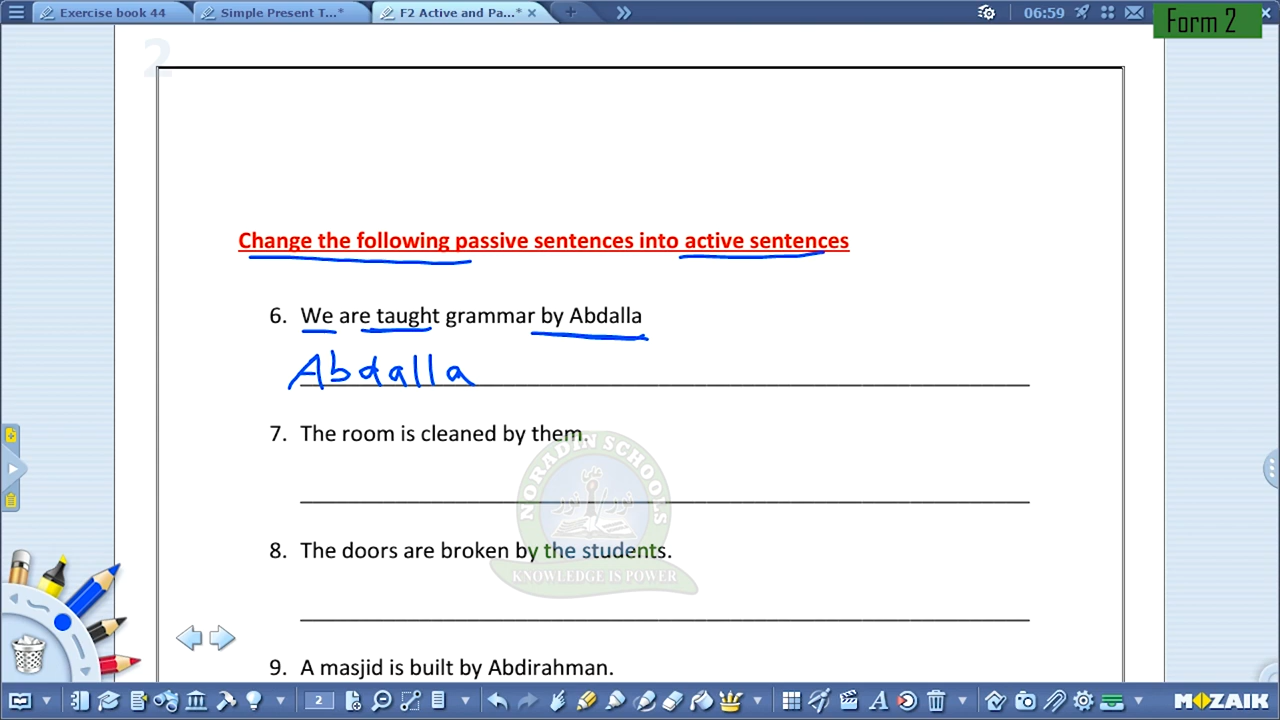 Exercise book 44
Simple Present T...*
F2 Active and Pa...*
06:59
Form 2
2
Change the following passive sentences into active sentences
6. We are taught grammar by Abdalla
Abdalla
7. The room is cleaned by them.
NORADIN SCHOOLS
8. The doors are broken by the students.
KNOWLEDGE IS POWER
9. A masjid is built by Abdirahman.
2
MOZAIK